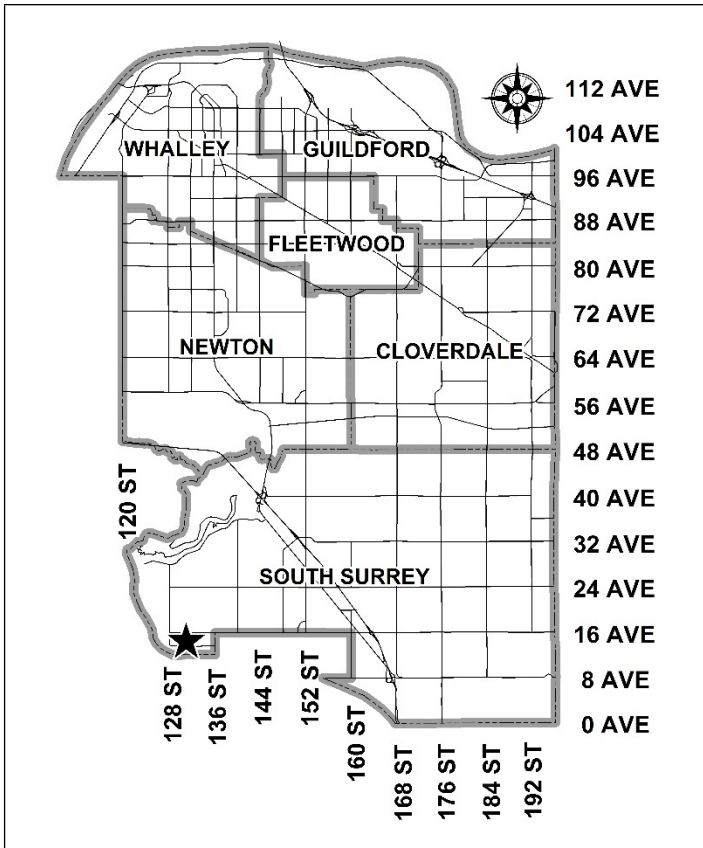 112 AVE
104 AVE
WHALLEY
GUILDFORD
96 AVE
88 AVE
FLEETWOOD
80 AVE
72 AVE
NEWTON
CLOVERDALE
64 AVE
56 AVE
48 AVE
120 ST
40 AVE
32 AVE
SOUTH SURREY
24 AVE
16 AVE
128 ST
136 ST
144 ST
152 ST
160 ST
8 AVE
0 AVE
168 ST
176 ST
184 ST
192 ST